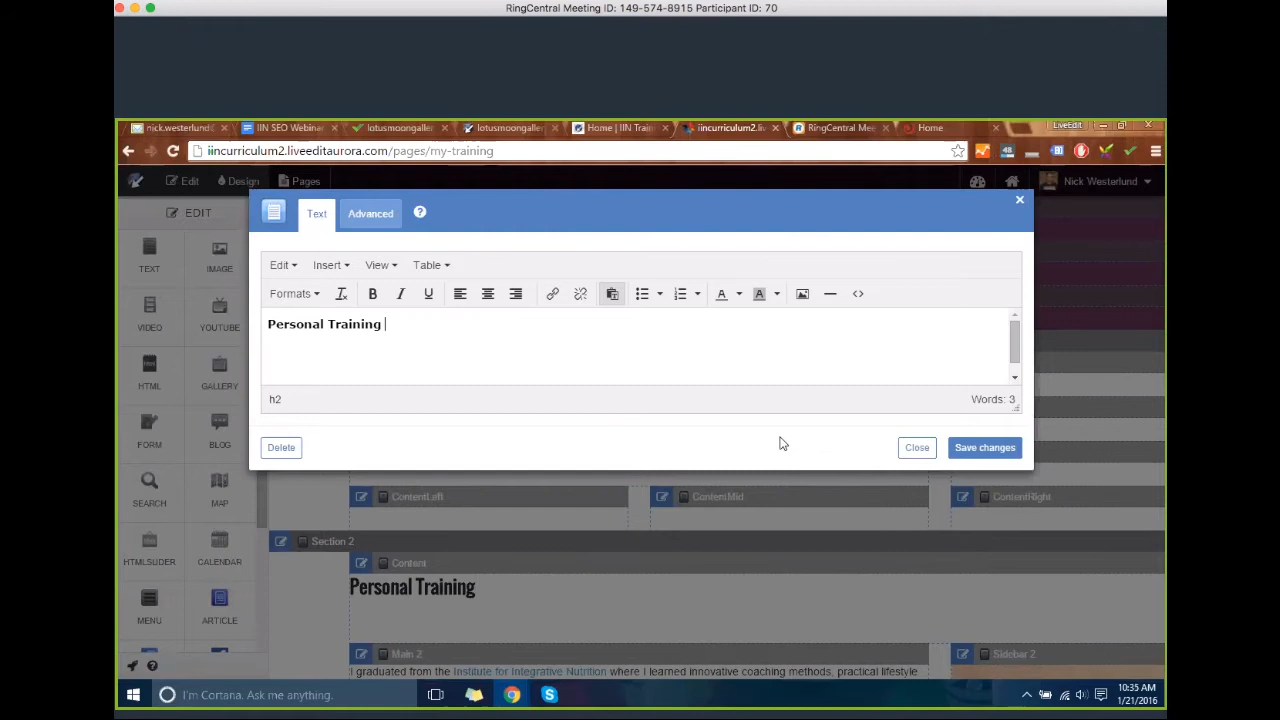 RingCentral Meeting ID: 149-574-8915 Participant ID: 70
nick.westerlund
IIN SEO Webinar
lotusmoongaller
lotusmoongaller
Home | IIN Train
iincurriculum2.liv
RingCentral Mee
Home
LiveEdit
iincurriculum2.liveeditaurora.com/pages/my-training
Edit
Design
Pages
Nick Westerlund
EDIT
Text
Advanced
TEXT
IMAGE
Edit
Insert
View
Table
Formats
B
I
U
A
A
VIDEO
YOUTUBE
Personal Training
HTML
GALLERY
h2
Words: 3
FORM
BLOG
Delete
Close
Save changes
SEARCH
MAP
ContentLeft
ContentMid
ContentRight
Section 2
HTMLSLIDER
CALENDAR
Content
Personal Training
MENU
ARTICLE
Main 2
Sidebar 2
I graduated from the Institute for Integrative Nutrition where I learned innovative coaching methods, practical lifestyle
I'm Cortana. Ask me anything.
10:35 AM
1/21/2016